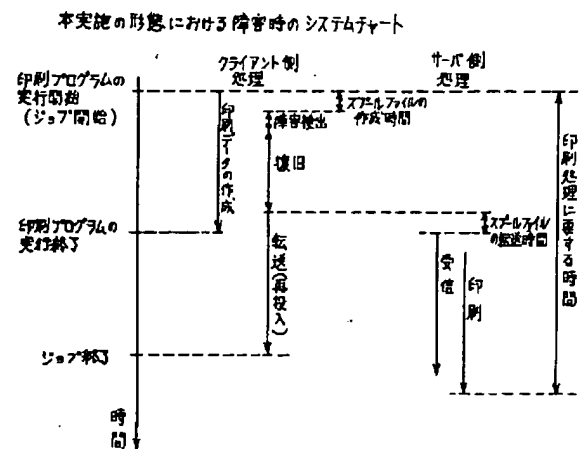 本実施の形態における障害時のシステムチャート
クライアント側
処理
サーバ側
処理
印刷プログラムの
実行開始
(ジョブ開始)
スプールファイルの
作成時間
障害検出
印刷データの作成
復旧
印刷処理に要する時間
印刷プログラムの
実行終了
スプールファイル
の転送時間
転送(再投入)
受信
印刷
ジョブ終了
時間